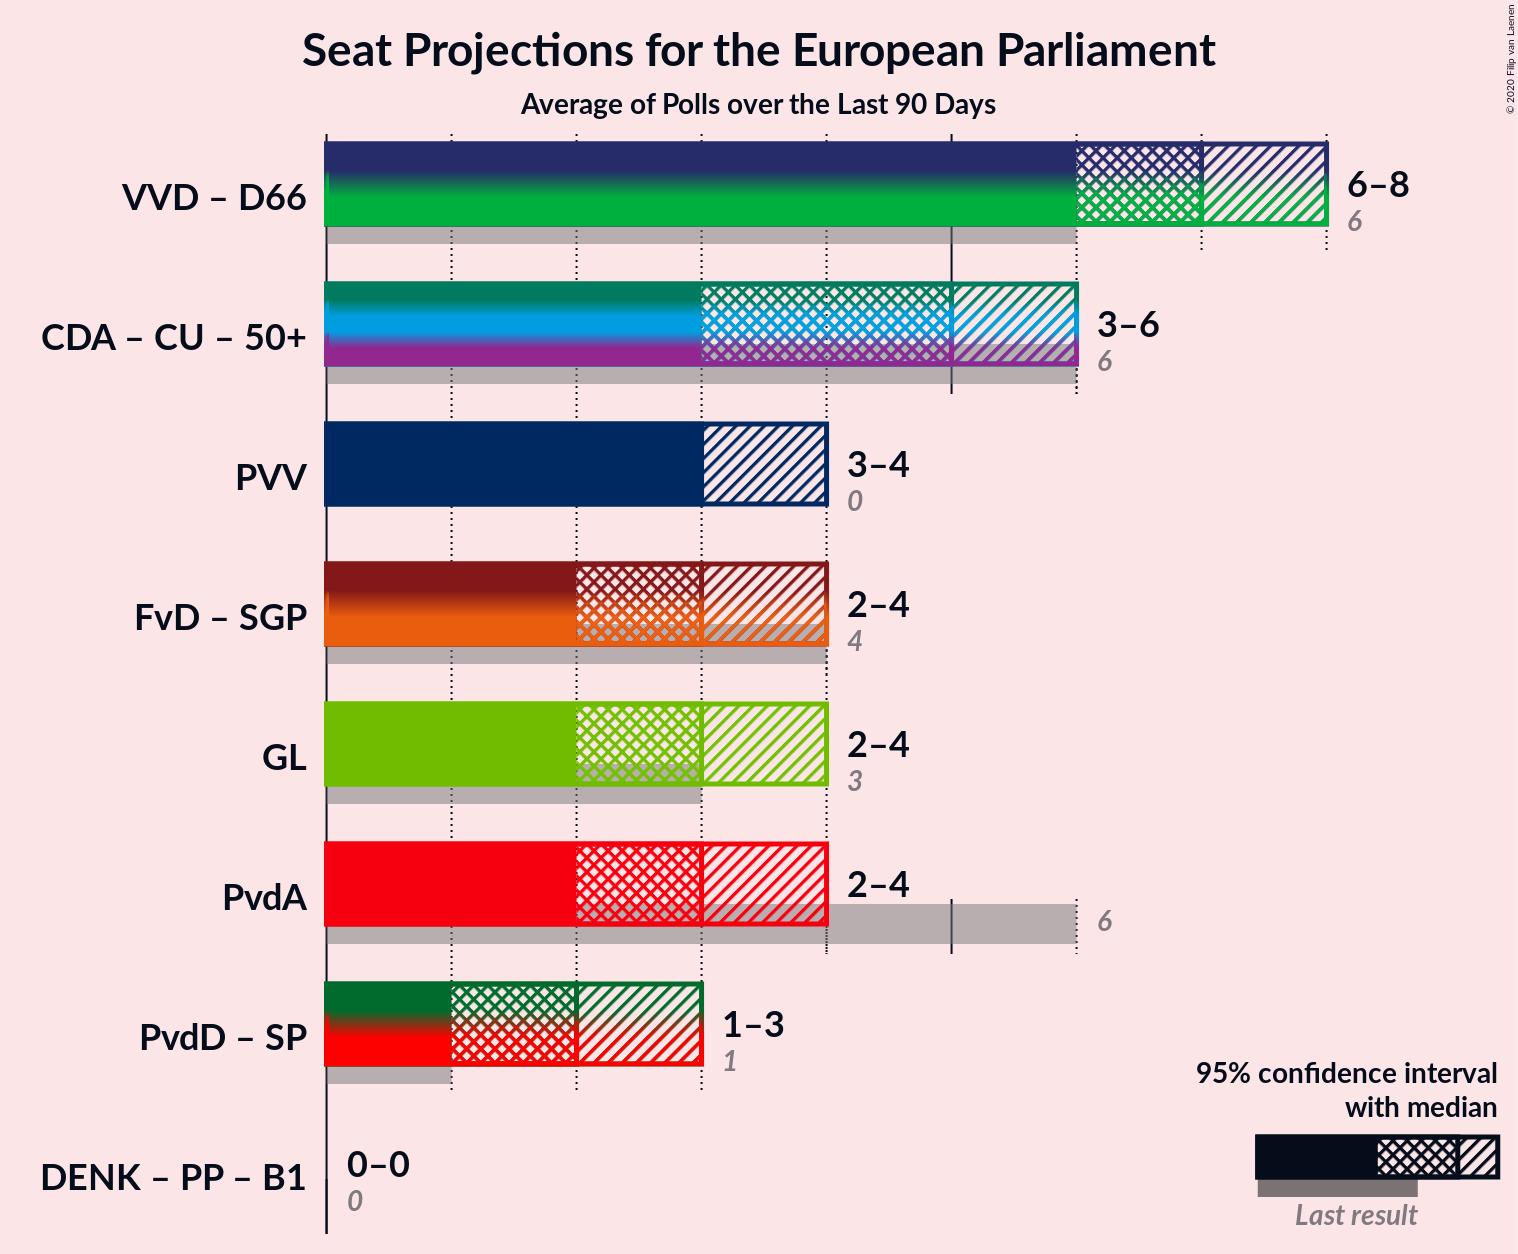 Seat Projections for the European Parliament
Average of Polls over the Last 90 Days
© 2020 Filip van Laenen
VVD – D66
6–8
6
CDA – CU – 50+
3–6
6
PVV
3–4
0
FvD – SGP
2–4
4
GL
2–4
3
PvdA
2–4
6
PvdD – SP
1–3
1
DENK – PP – B1
0–0
0
95% confidence interval
with median
Last result